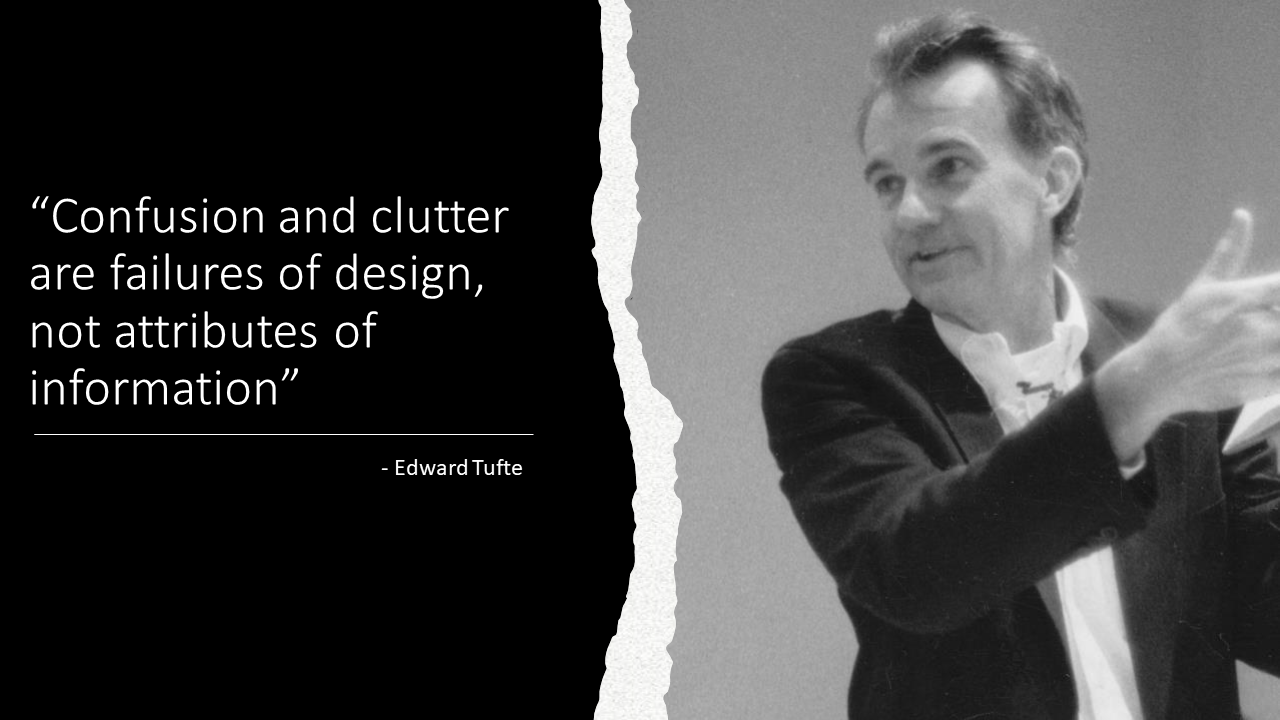 “Confusion and clutter
are failures of design,
not attributes of
information”
- Edward Tufte